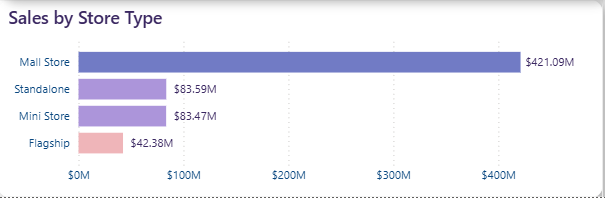 Sales by Store Type
Mall Store $421.09M
Standalone $83.59M
Mini Store $83.47M
Flagship $42.38M
$0M $100M $200M $300M $400M